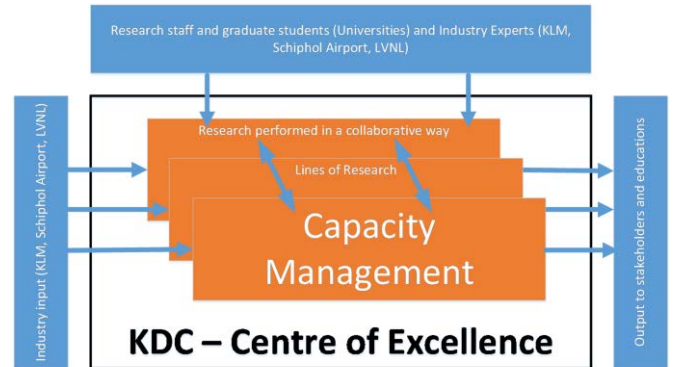 Research staff and graduate students (Universities) and Industry Experts (KLM,
Schiphol Airport, LVNL)
Industry input (KLM, Schiphol Airport, LVNL)
Research performed in a collaborative way
Lines of Research
Capacity
Management
KDC – Centre of Excellence
Output to stakeholders and educations